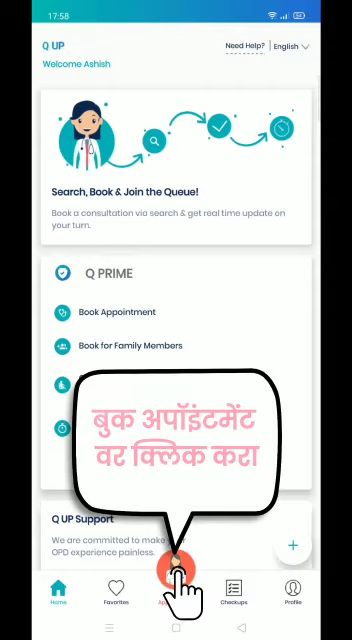 17:58
Q UP
Need Help?
English
Welcome Ashish
Search, Book & Join the Queue!
Book a consultation via search & get real time update on
your turn.
Q PRIME
Book Appointment
Book for Family Members
बुक अपॉइंटमेंट
वर क्लिक करा
Q UP Support
We are committed to make
OPD experience painless.
+
Home
Favorites
Checkups
Profile